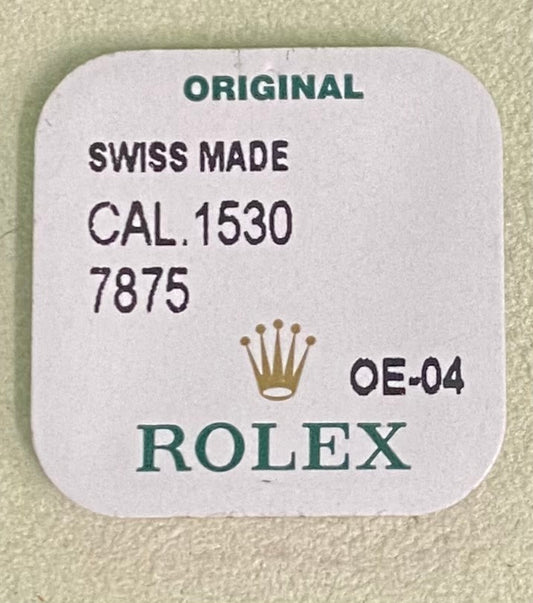 ORIGINAL
SWISS MADE
CAL.1530
7875
OE-04
ROLEX